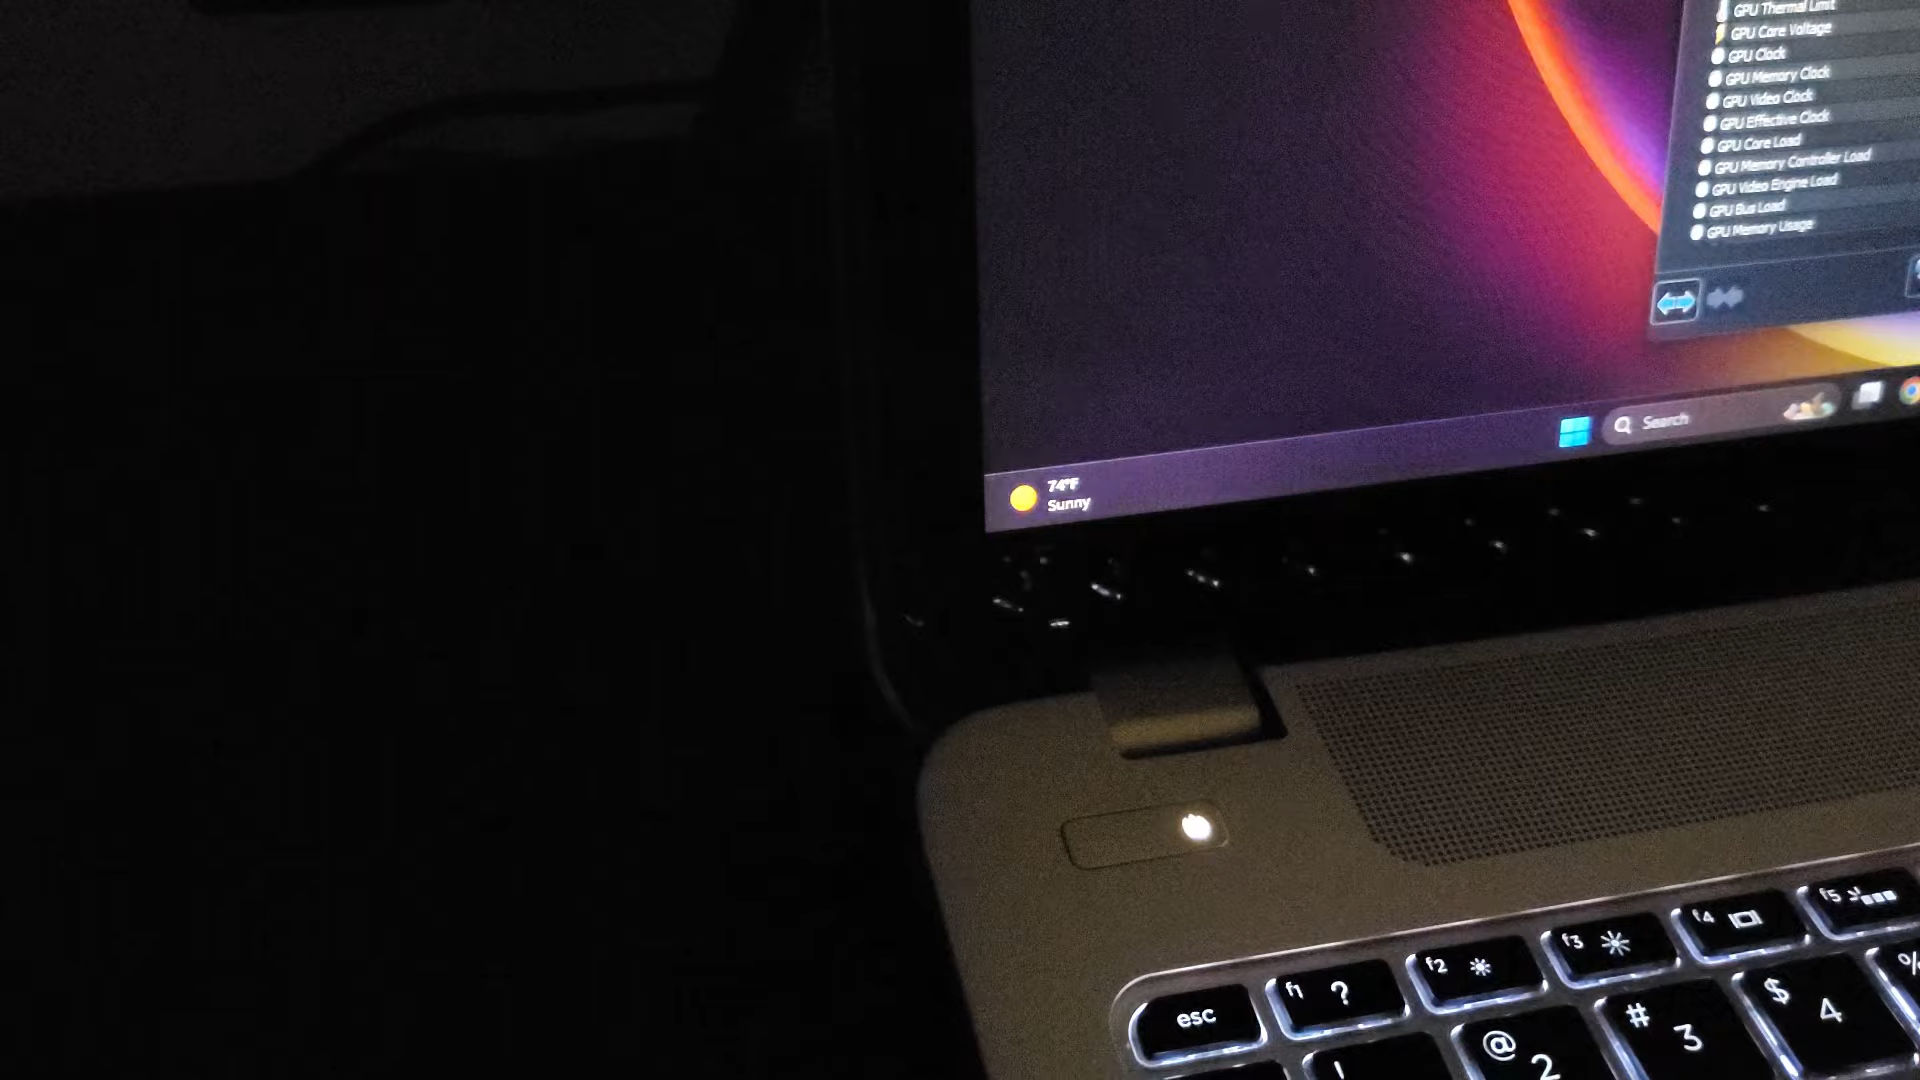 GPU Thermal Limit
GPU Core Voltage
GPU Clock
GPU Memory Clock
GPU Video Clock
GPU Effective Clock
GPU Core Load
GPU Memory Controller Load
GPU Video Engine Load
GPU Bus Load
GPU Memory Usage
Search
74°F
Sunny
esc
f1 ?
f2
f3
f4
f5
!
@ 2
# 3
$ 4
%